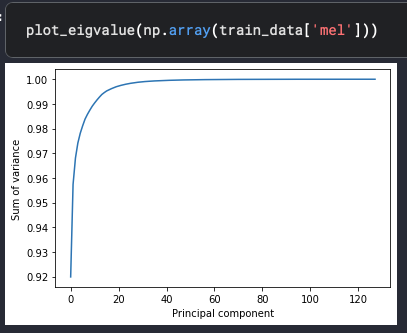 plot_eigvalue(np.array(train_data['mel']))
1.00
0.99
0.98
0.97
0.96
0.95
0.94
0.93
0.92
Sum of variance
0 20 40 60 80 100 120
Principal component